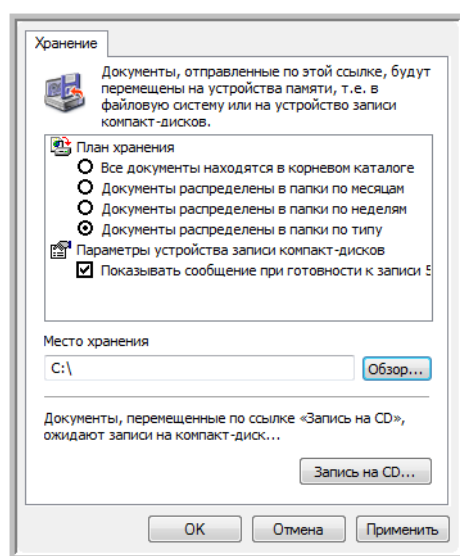 Хранение
Документы, отправленные по этой ссылке, будут
перемещены на устройства памяти, т.е. в
файловую систему или на устройство записи
компакт-дисков.
План хранения
Все документы находятся в корневом каталоге
Документы распределены в папки по месяцам
Документы распределены в папки по неделям
Документы распределены в папки по типу
Параметры устройства записи компакт-дисков
Показывать сообщение при готовности к записи
Место хранения
C:\
Обзор...
Документы, перемещенные по ссылке «Запись на CD»,
ожидают записи на компакт-диск...
Запись на CD...
OK
Отмена
Применить